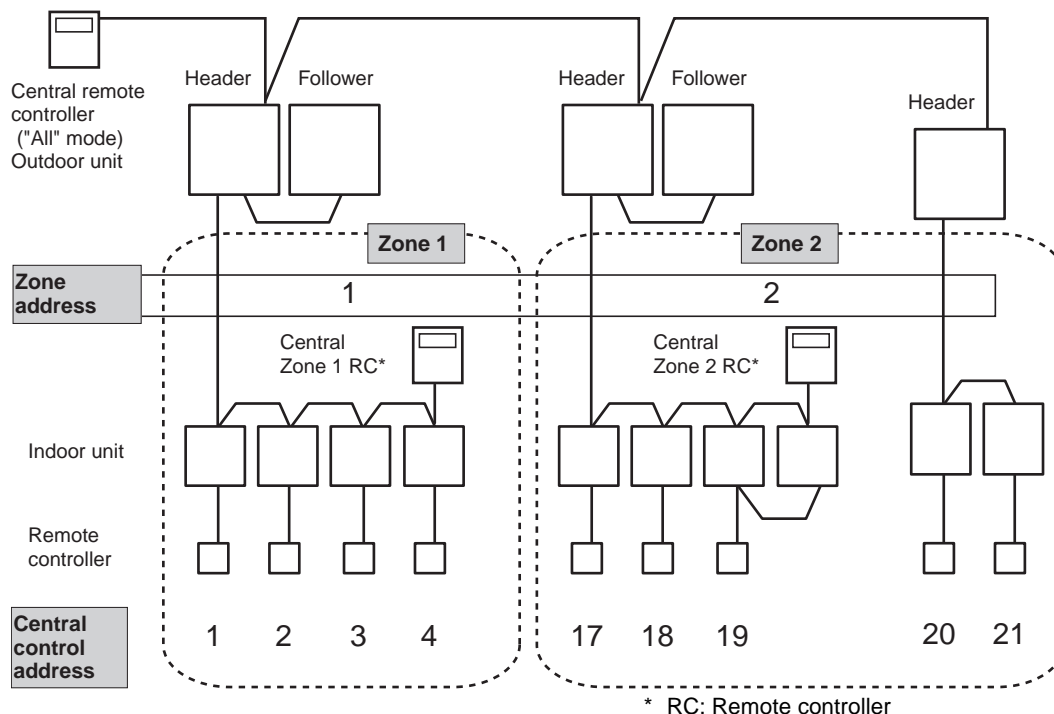 Central remote
controller
("All" mode)
Outdoor unit
Header
Follower
Header
Follower
Header
Zone 1
Zone 2
Zone
address
1
2
Central
Zone 1 RC*
Central
Zone 2 RC*
Indoor unit
Remote
controller
Central
control
address
1 2 3 4 17 18 19 20 21
* RC: Remote controller